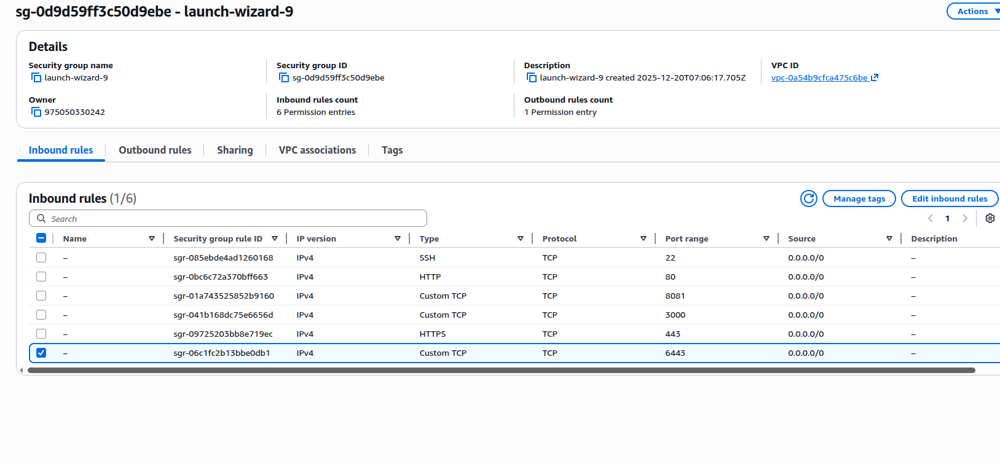 sg-0d9d59ff3c50d9ebe - launch-wizard-9
Actions
Details
Security group name
launch-wizard-9
Security group ID
sg-0d9d59ff3c50d9ebe
Description
launch-wizard-9 created 2025-12-20T07:06:17.705Z
VPC ID
vpc-0a54b9cfca475c6be
Owner
975050330242
Inbound rules count
6 Permission entries
Outbound rules count
1 Permission entry
Inbound rules Outbound rules Sharing VPC associations Tags
Inbound rules (1/6)
Manage tags Edit inbound rules
Search
1
Name Security group rule ID IP version Type Protocol Port range Source Description
– sgr-085ebde4ad1260168 IPv4 SSH TCP 22 0.0.0.0/0 –
– sgr-0bc6c72a370bff663 IPv4 HTTP TCP 80 0.0.0.0/0 –
– sgr-01a743525852b9160 IPv4 Custom TCP TCP 8081 0.0.0.0/0 –
– sgr-041b168dc75e6656d IPv4 Custom TCP TCP 3000 0.0.0.0/0 –
– sgr-09725203bb8e719ec IPv4 HTTPS TCP 443 0.0.0.0/0 –
– sgr-06c1fc2b13bbe0db1 IPv4 Custom TCP TCP 6443 0.0.0.0/0 –